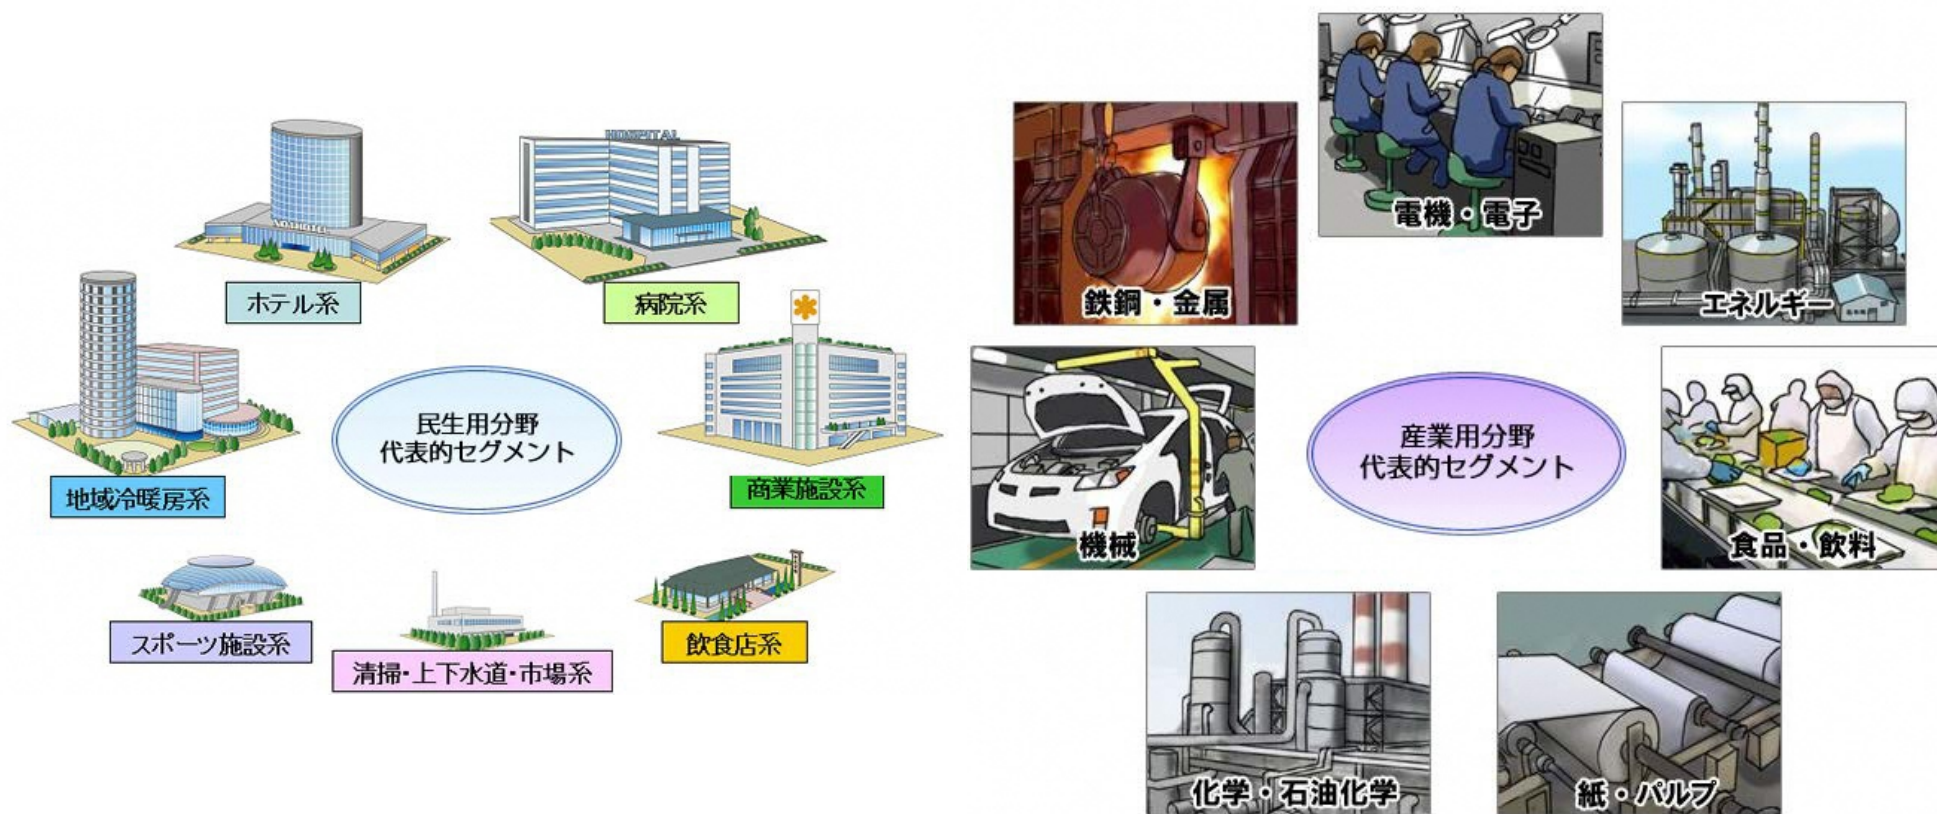 HOSPITAL
ホテル系
病院系
地域冷暖房系
民生用分野
代表的セグメント
商業施設系
スポーツ施設系
清掃・上下水道・市場系
飲食店系
電機・電子
鉄鋼・金属
エネルギー
機械
産業用分野
代表的セグメント
食品・飲料
化学・石油化学
紙・パルプ